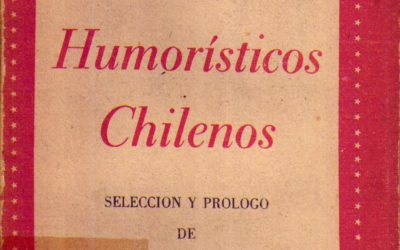 Humorísticos
Chilenos
SELECCION Y PROLOGO
DE